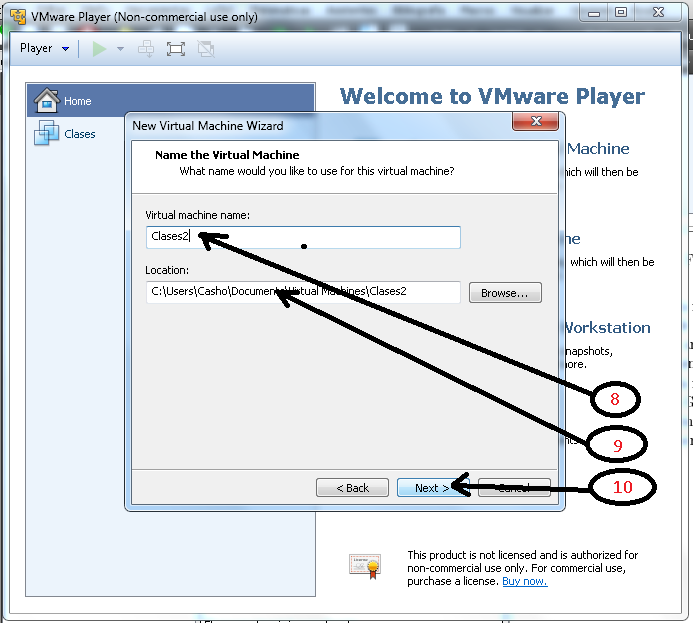 VMware Player (Non-commercial use only)
Player
Home
Clases
Welcome to VMware Player
Machine
which will then be
which will then be
Workstation
New Virtual Machine Wizard
Name the Virtual Machine
What name would you like to use for this virtual machine?
Virtual machine name:
Clases2
Location:
C:\Users\Casho\Documents\Virtual Machines\Clases2
Browse...
8
9
10
< Back
Next >
Cancel
This product is not licensed and is authorized for
non-commercial use only. For commercial use,
purchase a license. Buy now.